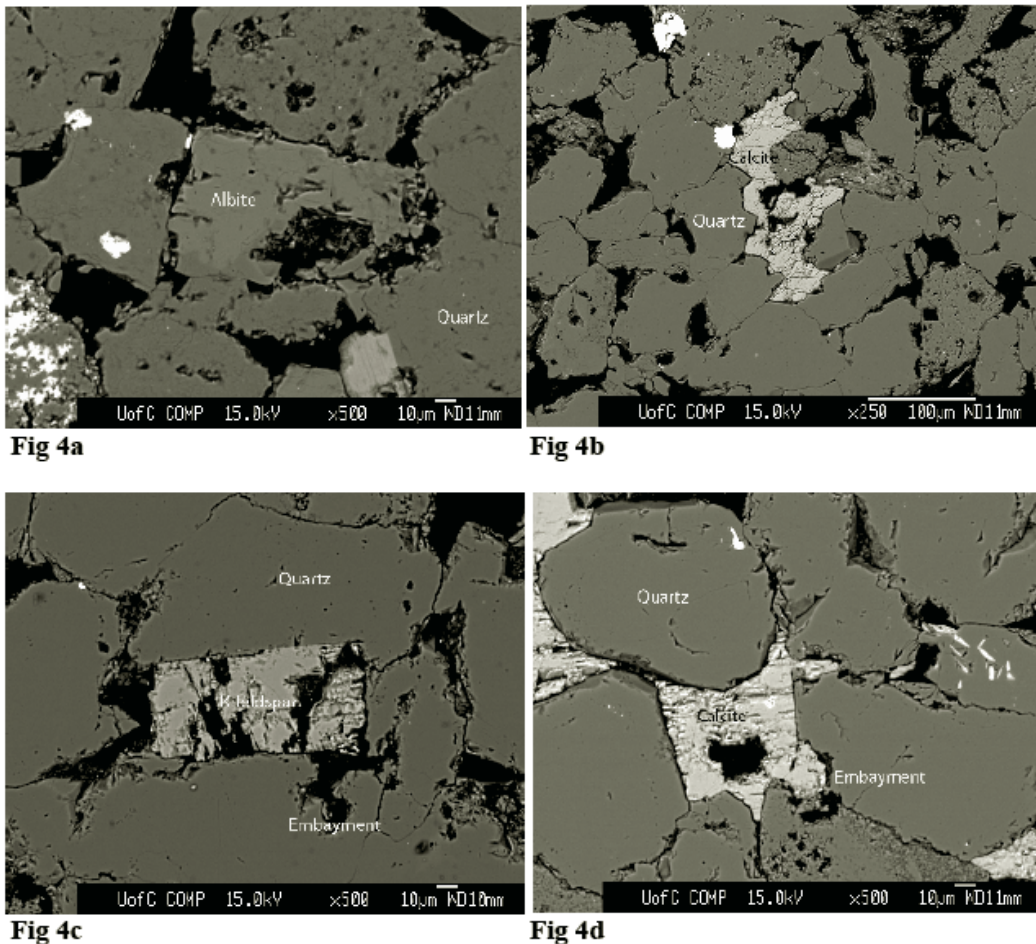 Albite
Quartz
UofC COMP 15.0kV ×500 10µm WD11mm
Fig 4a
Calcite
Quartz
UofC COMP 15.0kV ×250 100µm WD11mm
Fig 4b
Quartz
K-feldspar
Embayment
UofC COMP 15.0kV ×500 10µm WD10mm
Fig 4c
Quartz
Calcite
Embayment
UofC COMP 15.0kV ×500 10µm WD11mm
Fig 4d